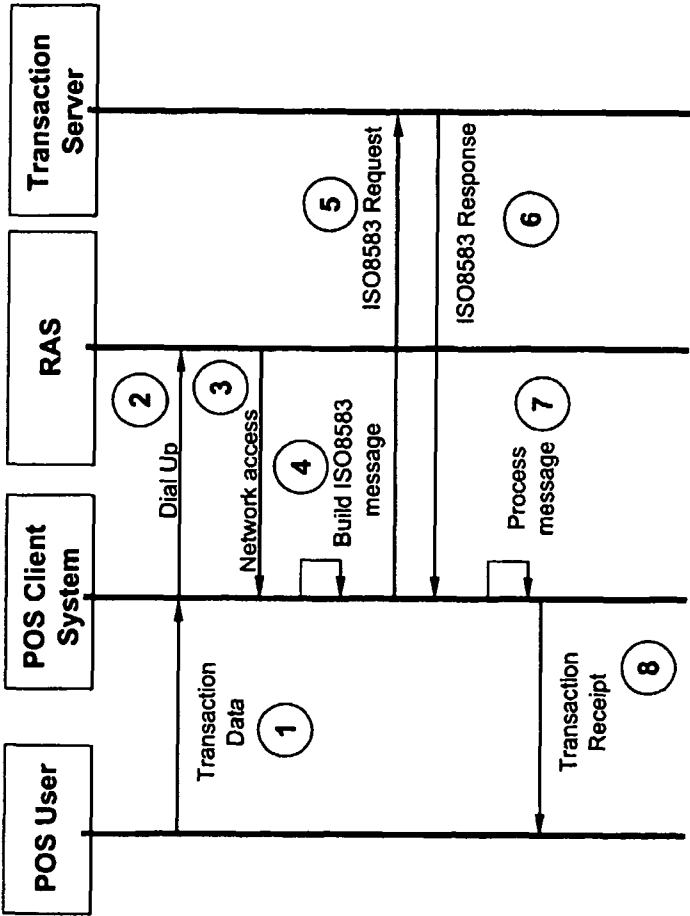 POS User
POS Client
System
RAS
Transaction
Server
Transaction
Data
1
Dial Up
2
Network access
3
Build ISO8583
message
4
ISO8583 Request
5
ISO8583 Response
6
Process
message
7
Transaction
Receipt
8